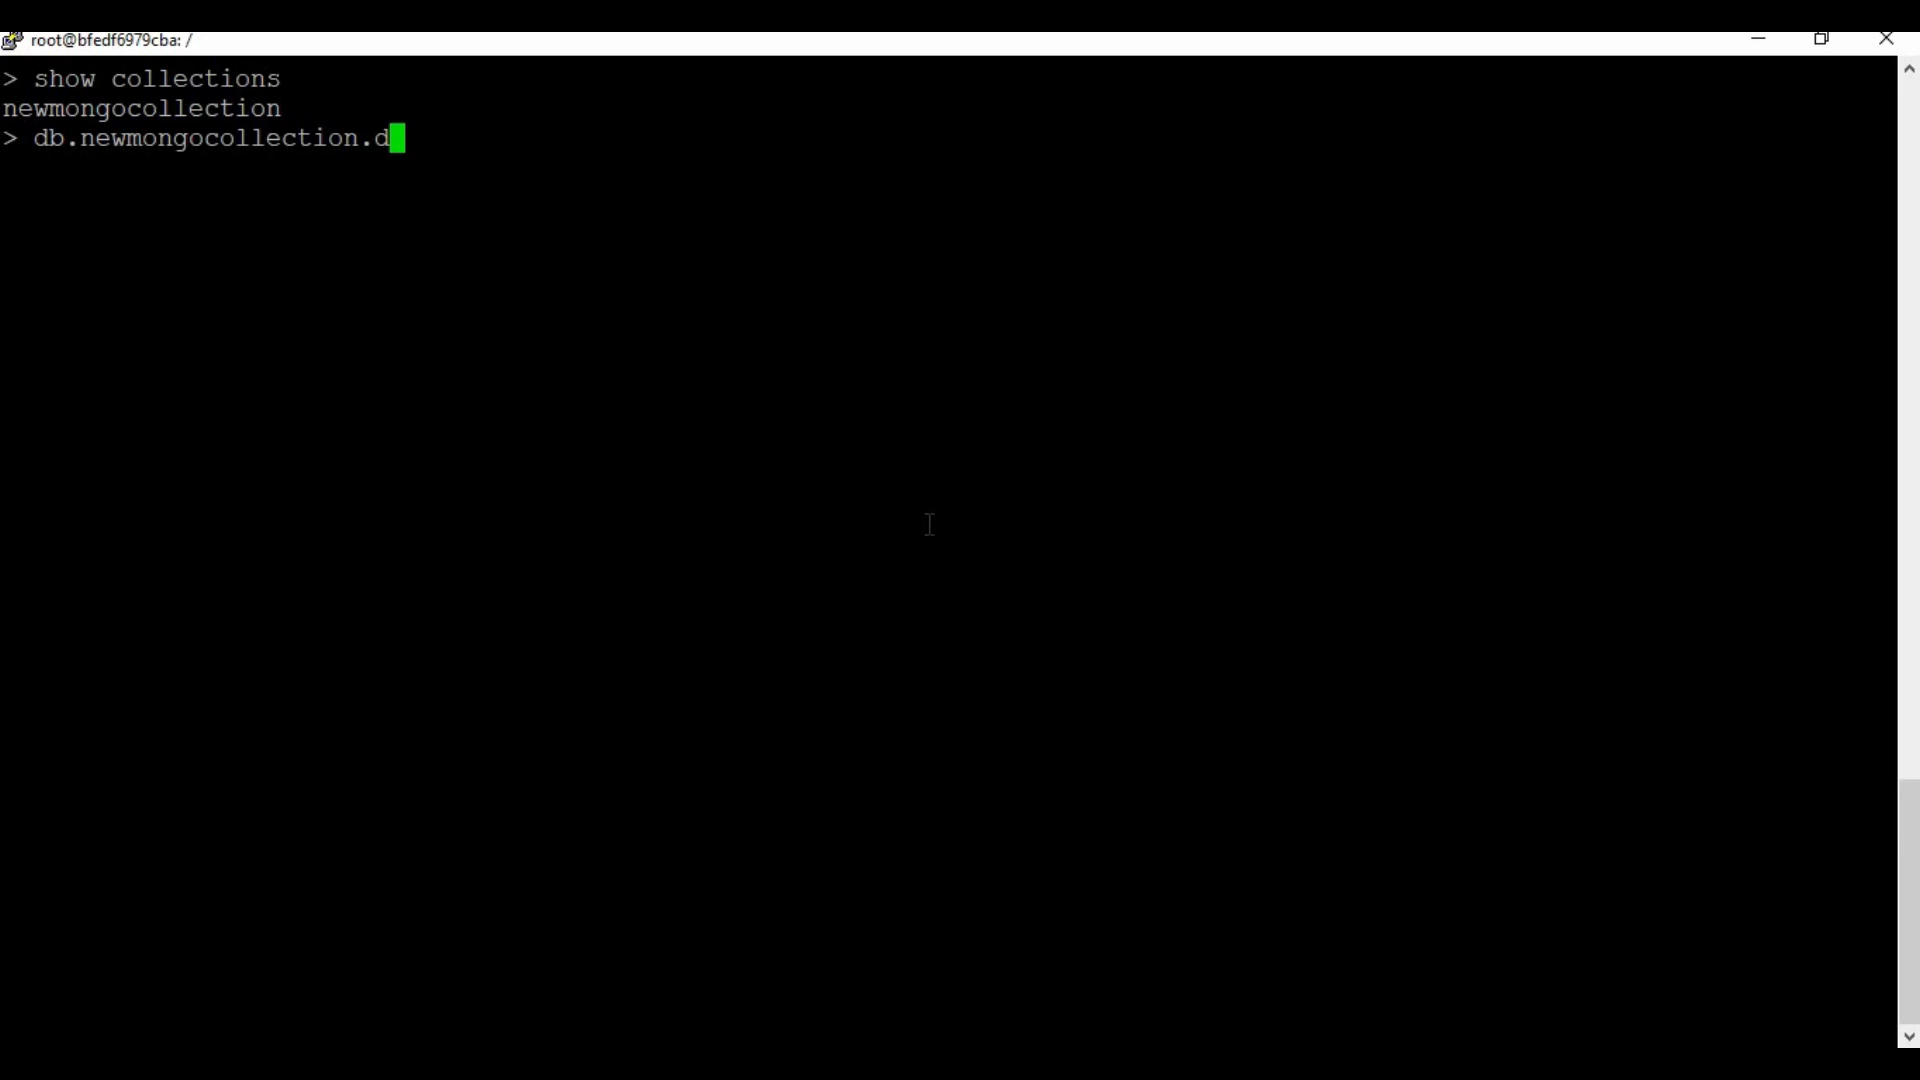 root@bfedf6979cba: /
> show collections
newmongocollection
> db.newmongocollection.d